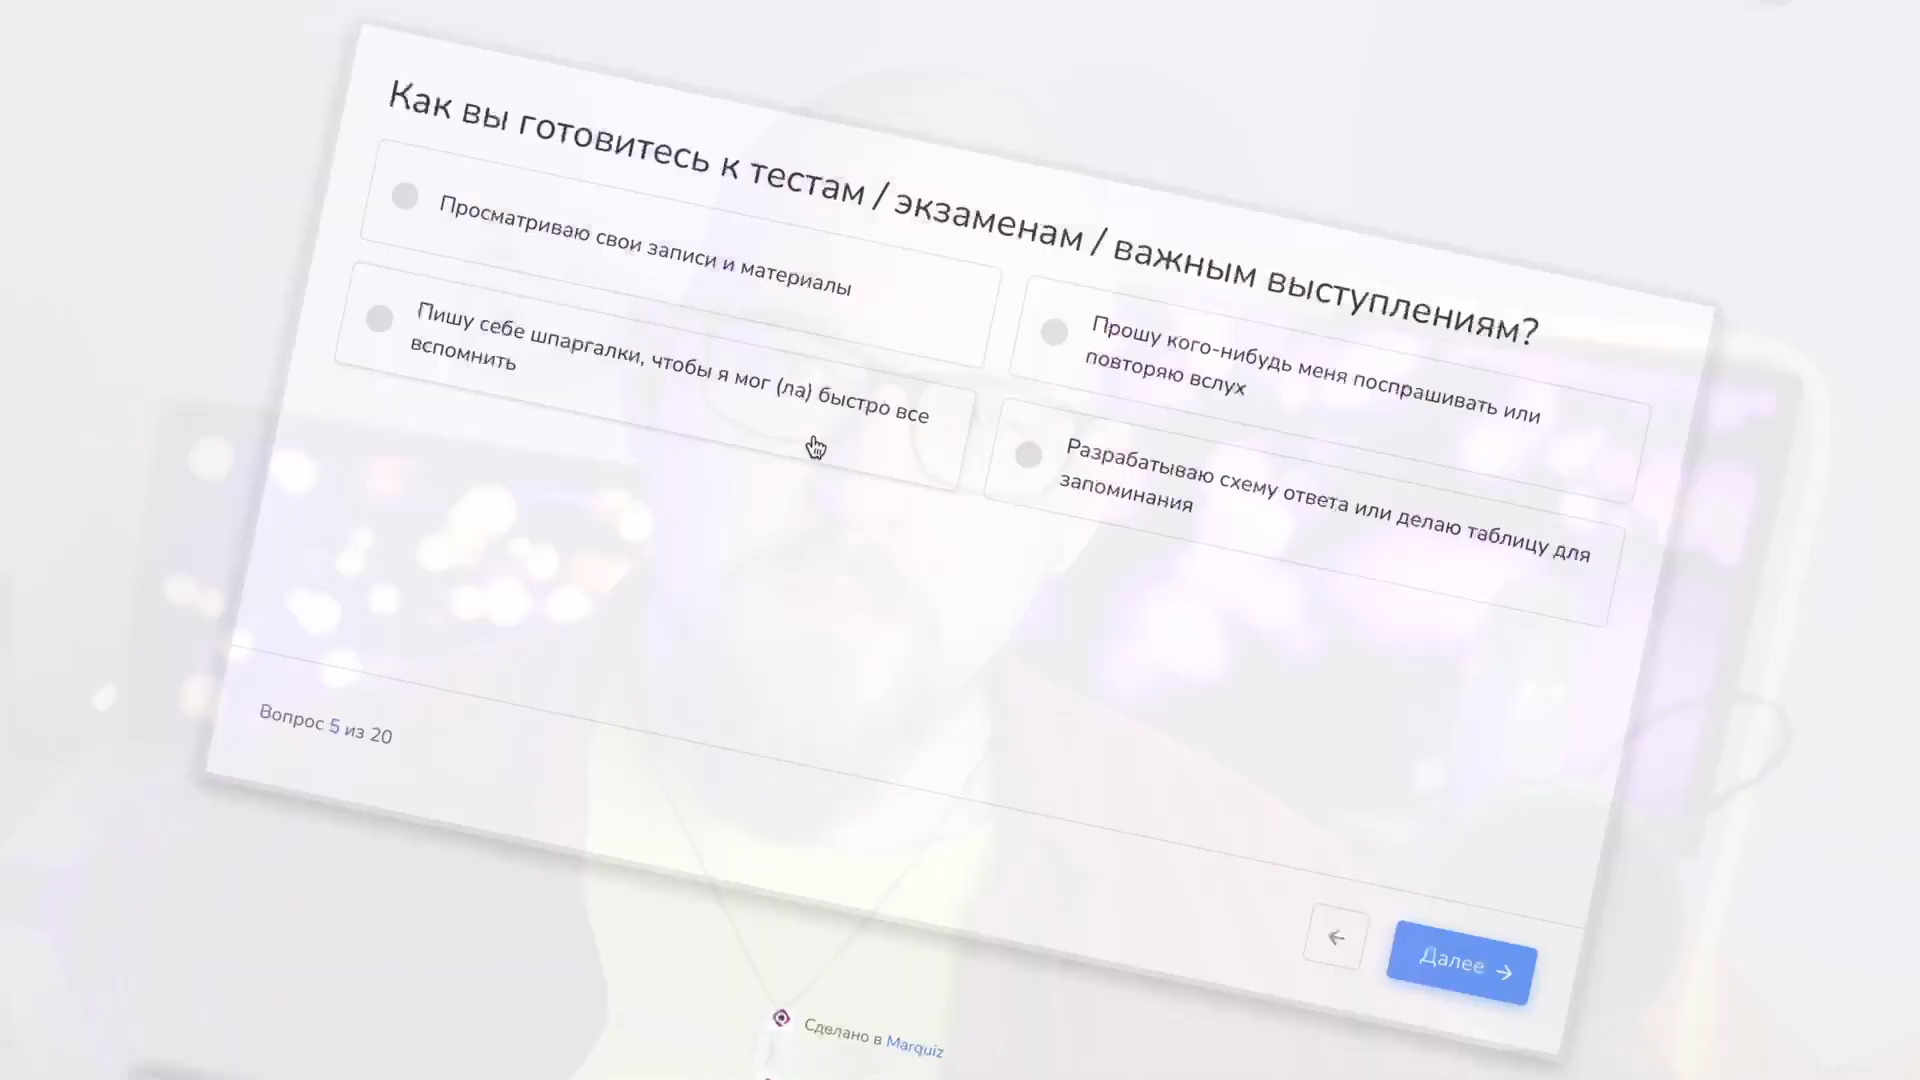 Как вы готовитесь к тестам / экзаменам / важным выступлениям?
Просматриваю свои записи и материалы
Прошу кого-нибудь меня поспрашивать или
повторяю вслух
Пишу себе шпаргалки, чтобы я мог (ла) быстро все
вспомнить
Разрабатываю схему ответа или делаю таблицу для
запоминания
Вопрос 5 из 20
Далее
Сделано в Marquiz